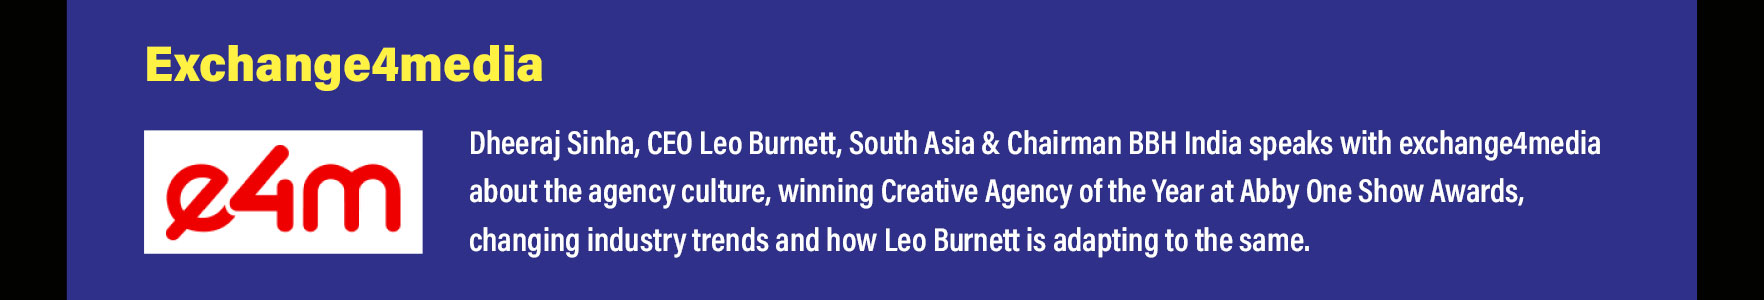 Exchange4media
e4m
Dheeraj Sinha, CEO Leo Burnett, South Asia & Chairman BBH India speaks with exchange4media
about the agency culture, winning Creative Agency of the Year at Abby One Show Awards,
changing industry trends and how Leo Burnett is adapting to the same.